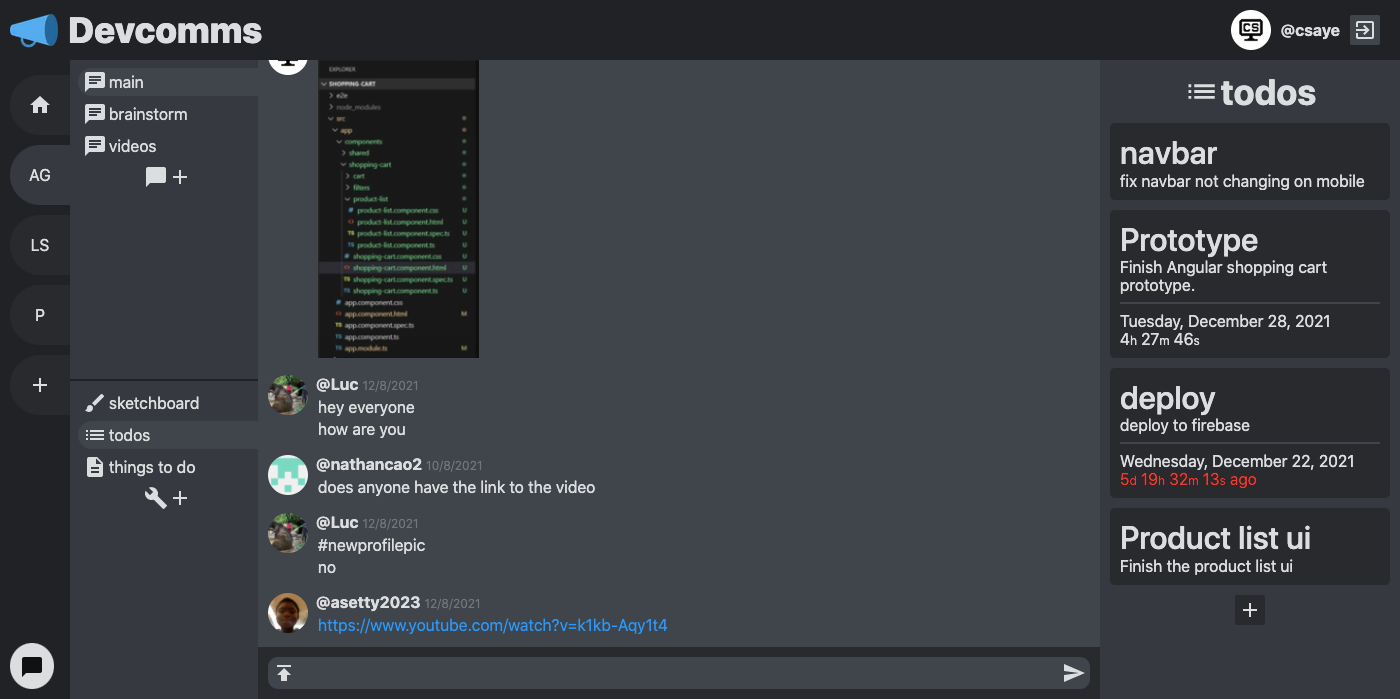 Devcomms
CS
@csaye
AG
LS
P
main
brainstorm
videos
sketchboard
todos
things to do
EXPLORER
SHOPPING CART
e2e
node_modules
src
app
components
shared
shopping-cart
cart
filters
product-list
product-list.component.css U
product-list.component.html U
TS product-list.component.spec.ts U
TS product-list.component.ts U
shopping-cart.component.css U
shopping-cart.component.html U
TS shopping-cart.component.spec.ts U
TS shopping-cart.component.ts U
app.component.css
app.component.html M
TS app.component.spec.ts
TS app.component.ts
TS app.module.ts M
@Luc 12/8/2021
hey everyone
how are you
@nathancao2 10/8/2021
does anyone have the link to the video
@Luc 12/8/2021
#newprofilepic
no
@asetty2023 12/8/2021
https://www.youtube.com/watch?v=k1kb-Aqy1t4
todos
navbar
fix navbar not changing on mobile
Prototype
Finish Angular shopping cart
prototype.
Tuesday, December 28, 2021
4h 27m 46s
deploy
deploy to firebase
Wednesday, December 22, 2021
5d 19h 32m 13s ago
Product list ui
Finish the product list ui